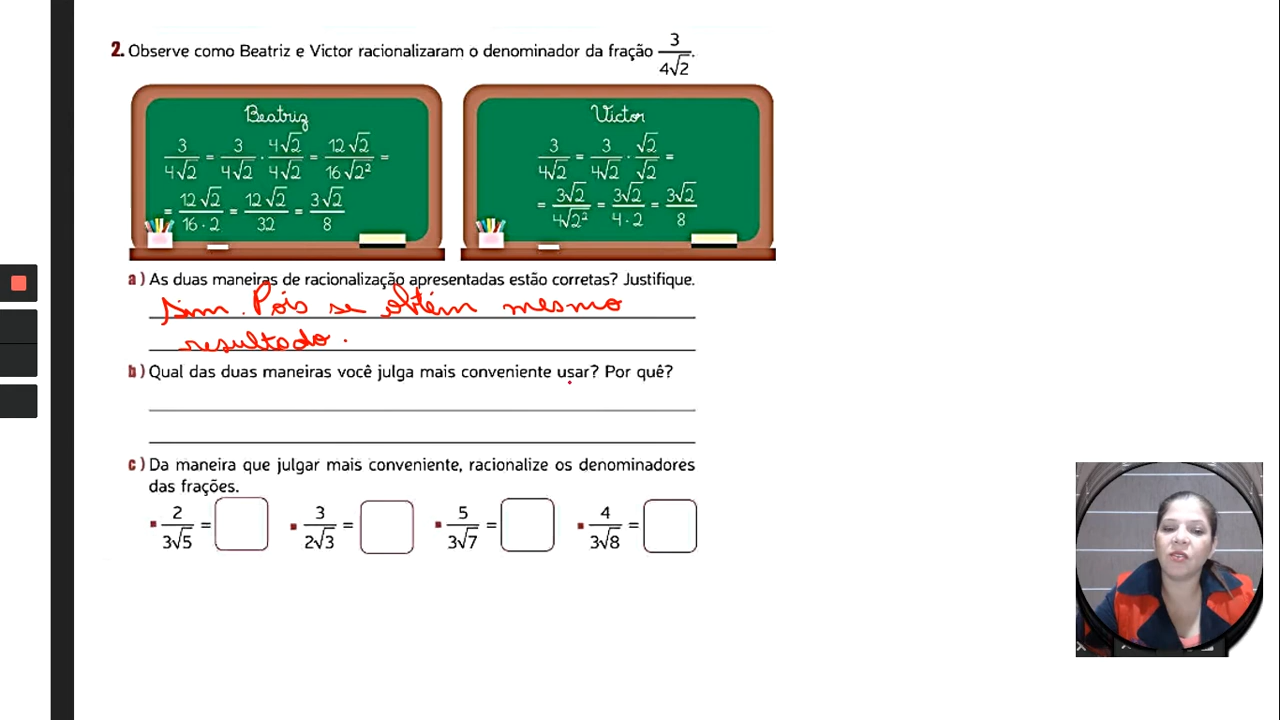 2. Observe como Beatriz e Victor racionalizaram o denominador da fração 3/4√2.
Beatriz
3/4√2 = 3/4√2 · 4√2/4√2 = 12√2/16√2² =
= 12√2/16·2 = 12√2/32 = 3√2/8
Victor
3/4√2 = 3/4√2 · √2/√2 =
= 3√2/4√2² = 3√2/4·2 = 3√2/8
a) As duas maneiras de racionalização apresentadas estão corretas? Justifique.
Sim. Pois se obtém mesmo
resultado.
b) Qual das duas maneiras você julga mais conveniente usar? Por quê?
c) Da maneira que julgar mais conveniente, racionalize os denominadores
das frações.
▪ 2/3√5 = ▪ 3/2√3 = ▪ 5/3√7 = ▪ 4/3√8 =